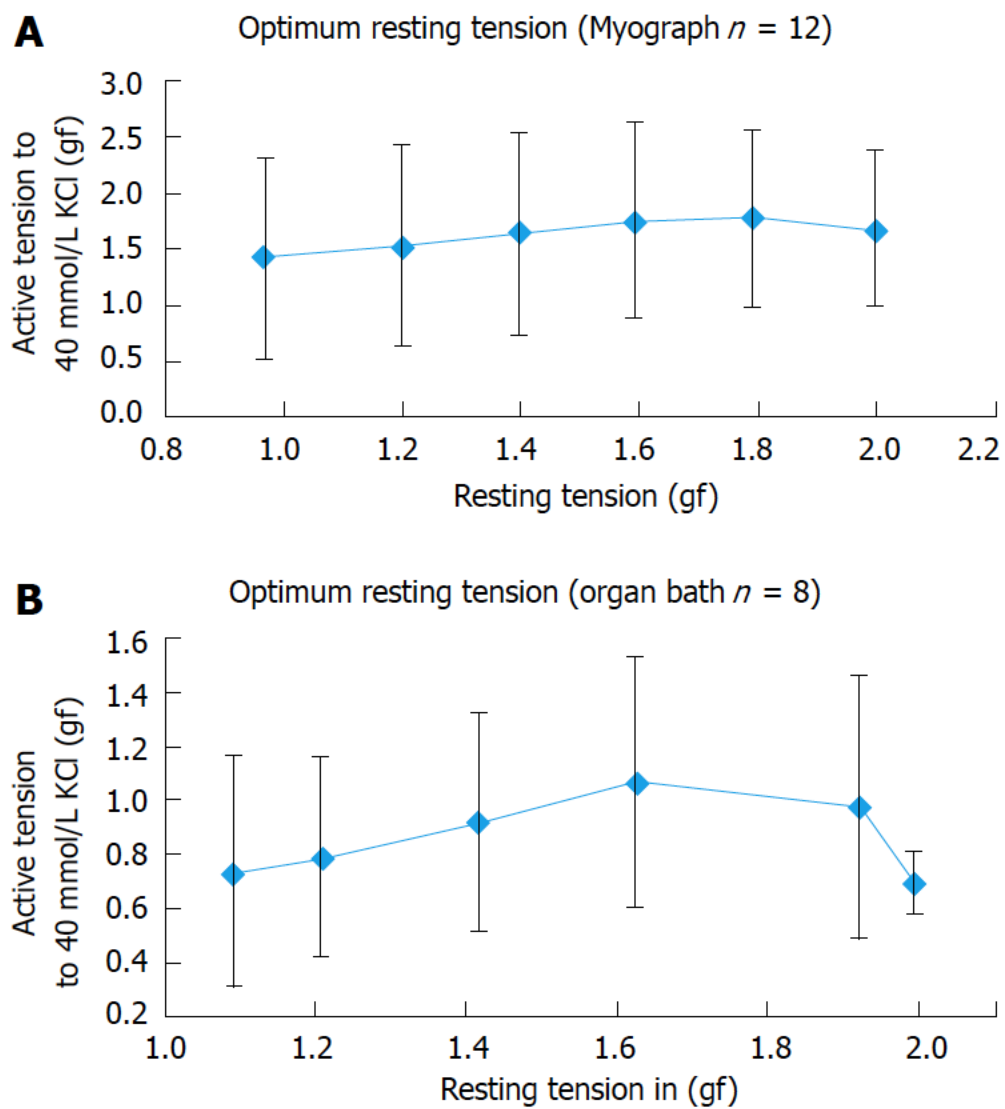 A
Optimum resting tension (Myograph n = 12)
Active tension to
40 mmol/L KCl (gf)
3.0
2.5
2.0
1.5
1.0
0.5
0.0
0.8 1.0 1.2 1.4 1.6 1.8 2.0 2.2
Resting tension (gf)
B
Optimum resting tension (organ bath n = 8)
Active tension
to 40 mmol/L KCl (gf)
1.6
1.4
1.2
1.0
0.8
0.6
0.4
0.2
1.0 1.2 1.4 1.6 1.8 2.0
Resting tension in (gf)